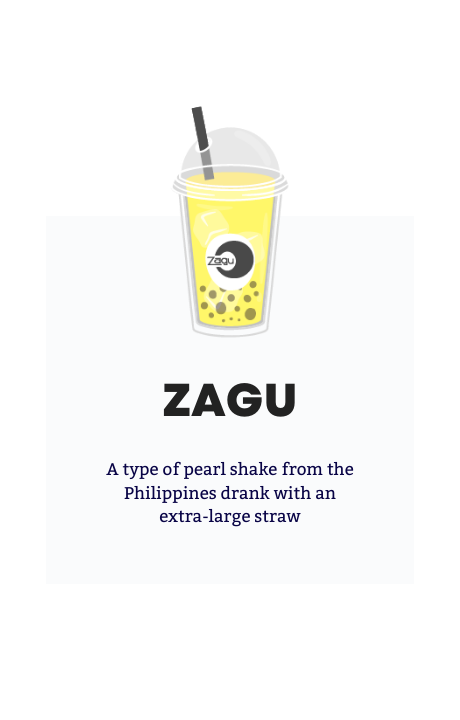 Zagu
ZAGU
A type of pearl shake from the
Philippines drank with an
extra-large straw